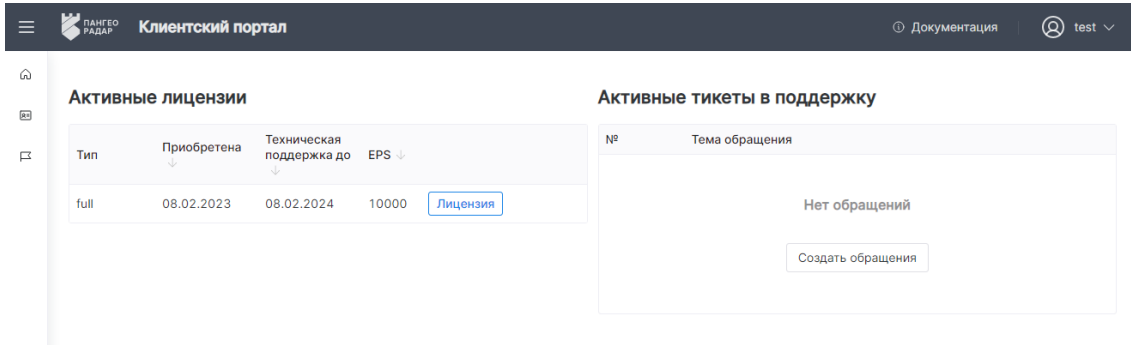 ПАНГЕО
РАДАР
Клиентский портал
Документация
test
Активные лицензии
Тип
Приобретена
Техническая
поддержка до
EPS
full
08.02.2023
08.02.2024
10000
Лицензия
Активные тикеты в поддержку
№
Тема обращения
Нет обращений
Создать обращения